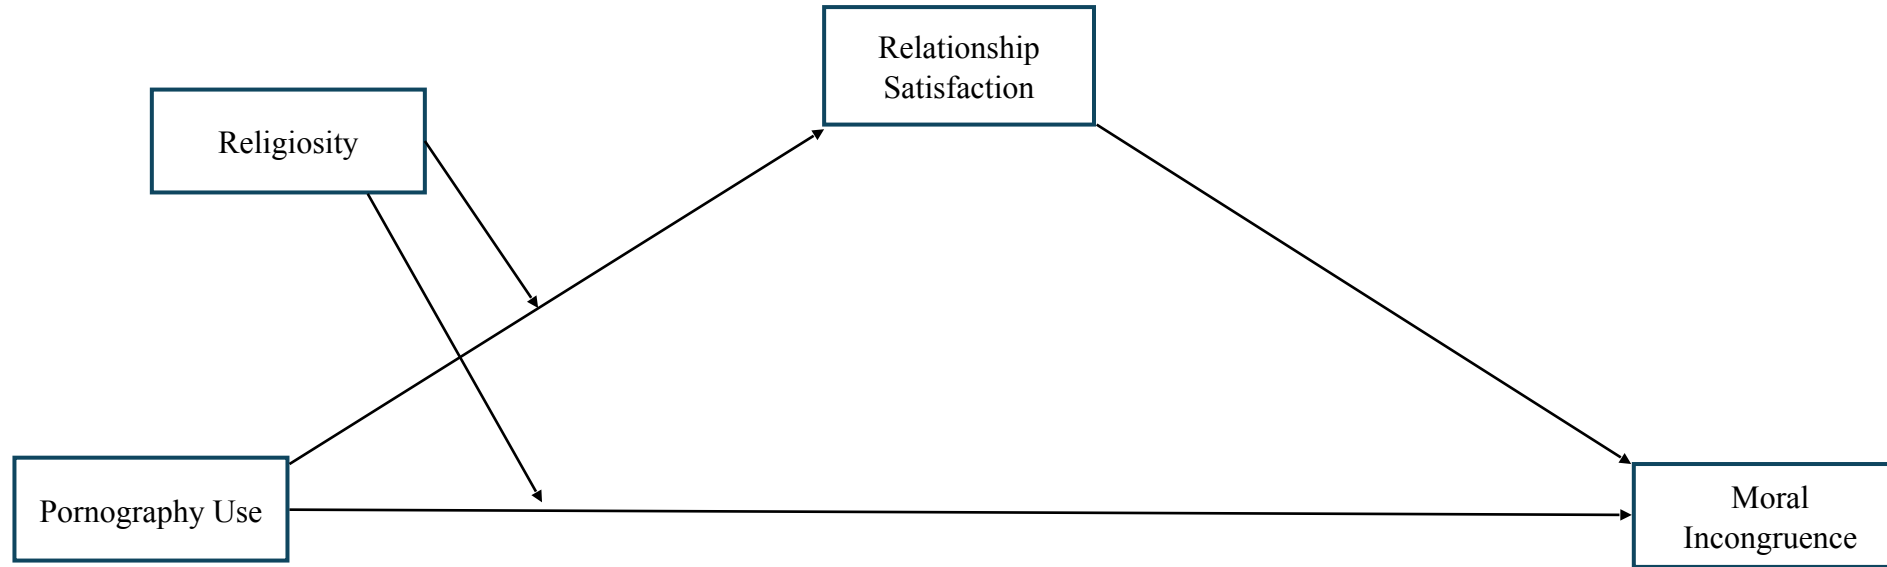 Relationship
Satisfaction
Religiosity
Pornography Use
Moral
Incongruence